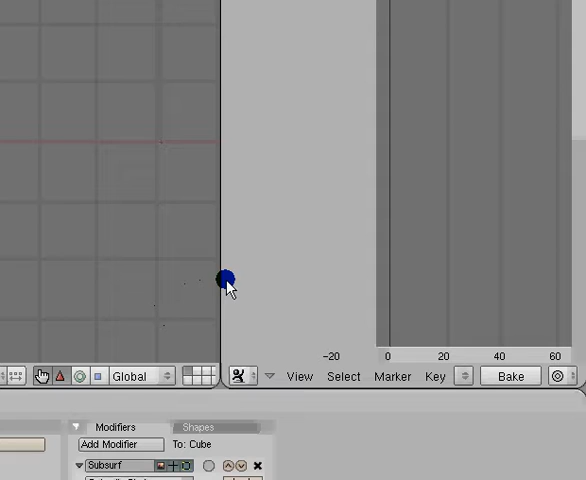 -20 0 20 40 60
Global View Select Marker Key Bake
Modifiers Shapes
Add Modifier To: Cube
Subsurf